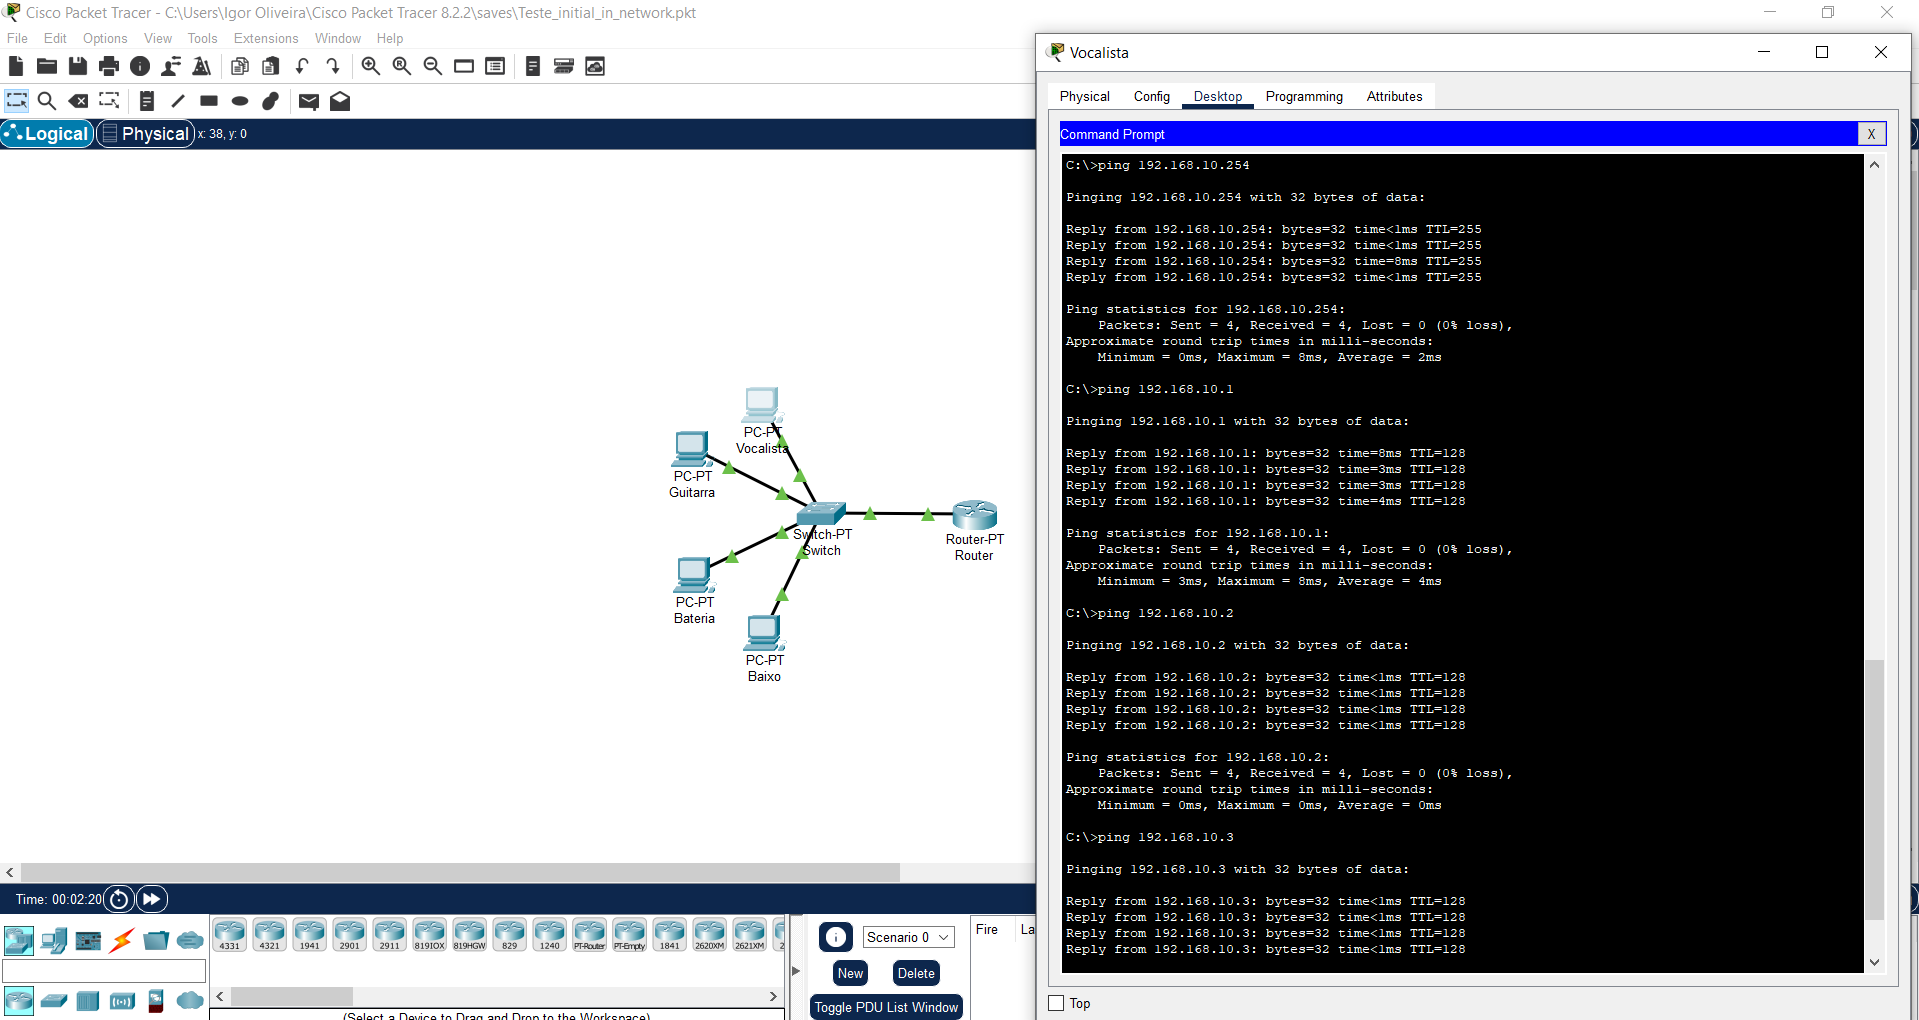 Cisco Packet Tracer - C:\Users\Igor Oliveira\Cisco Packet Tracer 8.2.2\saves\Teste_initial_in_network.pkt
File Edit Options View Tools Extensions Window Help
Logical Physical x: 38, y: 0
PC-PT
Vocalista
PC-PT
Guitarra
Switch-PT
Switch
Router-PT
Router
PC-PT
Bateria
PC-PT
Baixo
Time: 00:02:20
4331 4321 1941 2901 2911 819IOX 819HGW 829 1240 PT-Router PT-Empty 1841 2620XM 2621XM 2
(Select a Device to Drag and Drop to the Workspace)
Scenario 0
New Delete
Toggle PDU List Window
Fire La
Vocalista
Physical Config Desktop Programming Attributes
Command Prompt X
C:\>ping 192.168.10.254
Pinging 192.168.10.254 with 32 bytes of data:
Reply from 192.168.10.254: bytes=32 time<1ms TTL=255
Reply from 192.168.10.254: bytes=32 time<1ms TTL=255
Reply from 192.168.10.254: bytes=32 time=8ms TTL=255
Reply from 192.168.10.254: bytes=32 time<1ms TTL=255
Ping statistics for 192.168.10.254:
Packets: Sent = 4, Received = 4, Lost = 0 (0% loss),
Approximate round trip times in milli-seconds:
Minimum = 0ms, Maximum = 8ms, Average = 2ms
C:\>ping 192.168.10.1
Pinging 192.168.10.1 with 32 bytes of data:
Reply from 192.168.10.1: bytes=32 time=8ms TTL=128
Reply from 192.168.10.1: bytes=32 time=3ms TTL=128
Reply from 192.168.10.1: bytes=32 time=3ms TTL=128
Reply from 192.168.10.1: bytes=32 time=4ms TTL=128
Ping statistics for 192.168.10.1:
Packets: Sent = 4, Received = 4, Lost = 0 (0% loss),
Approximate round trip times in milli-seconds:
Minimum = 3ms, Maximum = 8ms, Average = 4ms
C:\>ping 192.168.10.2
Pinging 192.168.10.2 with 32 bytes of data:
Reply from 192.168.10.2: bytes=32 time<1ms TTL=128
Reply from 192.168.10.2: bytes=32 time<1ms TTL=128
Reply from 192.168.10.2: bytes=32 time<1ms TTL=128
Reply from 192.168.10.2: bytes=32 time<1ms TTL=128
Ping statistics for 192.168.10.2:
Packets: Sent = 4, Received = 4, Lost = 0 (0% loss),
Approximate round trip times in milli-seconds:
Minimum = 0ms, Maximum = 0ms, Average = 0ms
C:\>ping 192.168.10.3
Pinging 192.168.10.3 with 32 bytes of data:
Reply from 192.168.10.3: bytes=32 time<1ms TTL=128
Reply from 192.168.10.3: bytes=32 time<1ms TTL=128
Reply from 192.168.10.3: bytes=32 time<1ms TTL=128
Reply from 192.168.10.3: bytes=32 time<1ms TTL=128
Top